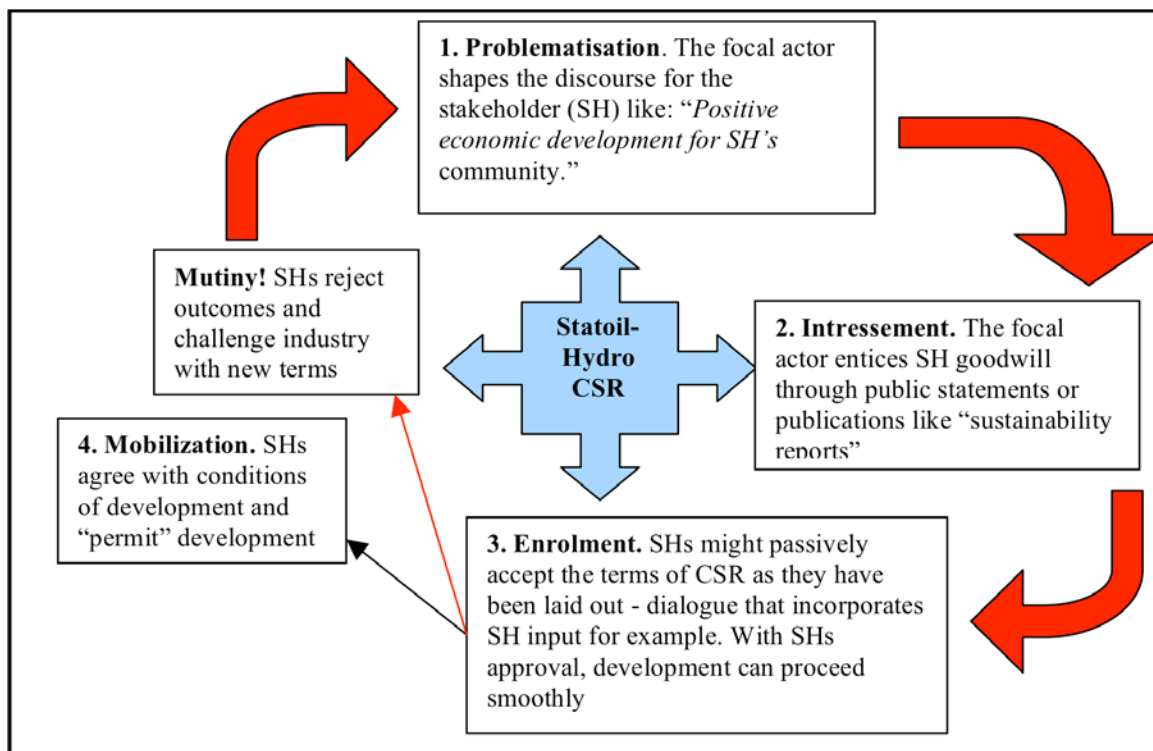 1. Problematisation. The focal actor
shapes the discourse for the
stakeholder (SH) like: “Positive
economic development for SH’s
community.”
Mutiny! SHs reject
outcomes and
challenge industry
with new terms
Statoil-
Hydro
CSR
2. Intressement. The focal
actor entices SH goodwill
through public statements or
publications like “sustainability
reports”
4. Mobilization. SHs
agree with conditions
of development and
“permit” development
3. Enrolment. SHs might passively
accept the terms of CSR as they have
been laid out - dialogue that incorporates
SH input for example. With SHs
approval, development can proceed
smoothly